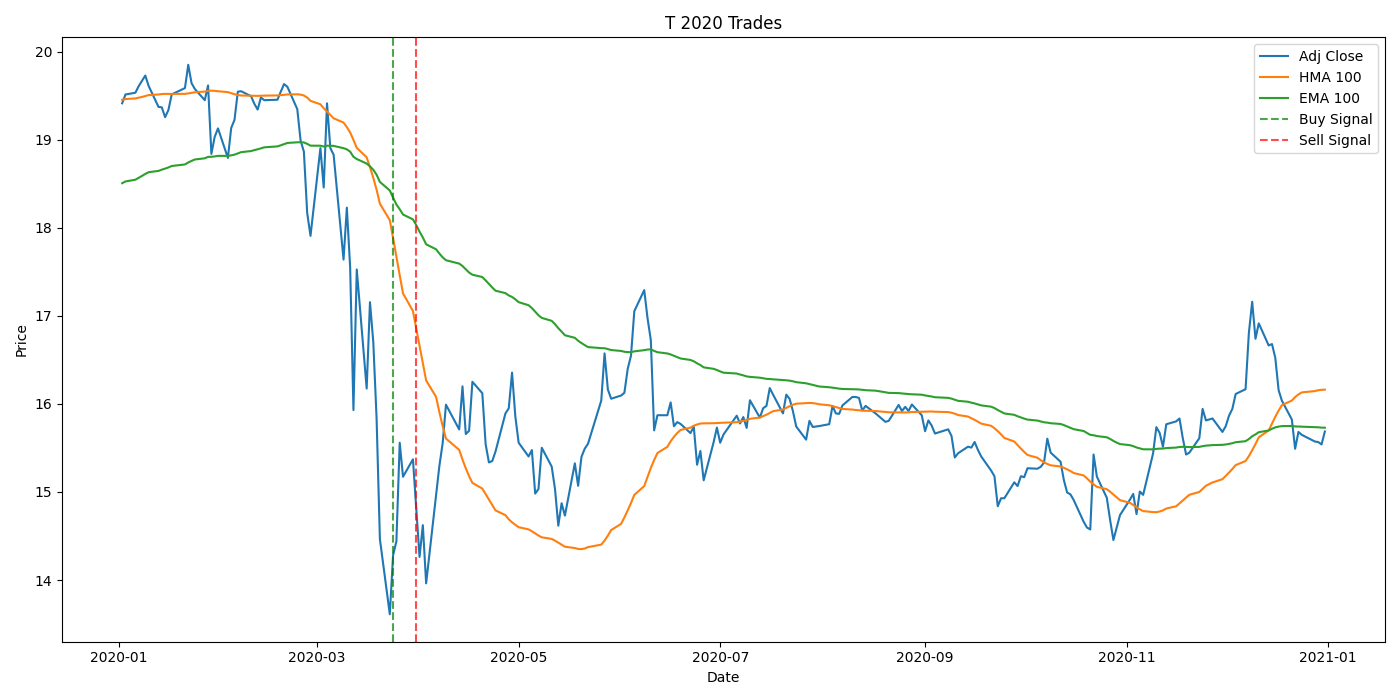 T 2020 Trades
Adj Close
HMA 100
EMA 100
Buy Signal
Sell Signal
Price
20
19
18
17
16
15
14
2020-01 2020-03 2020-05 2020-07 2020-09 2020-11 2021-01
Date